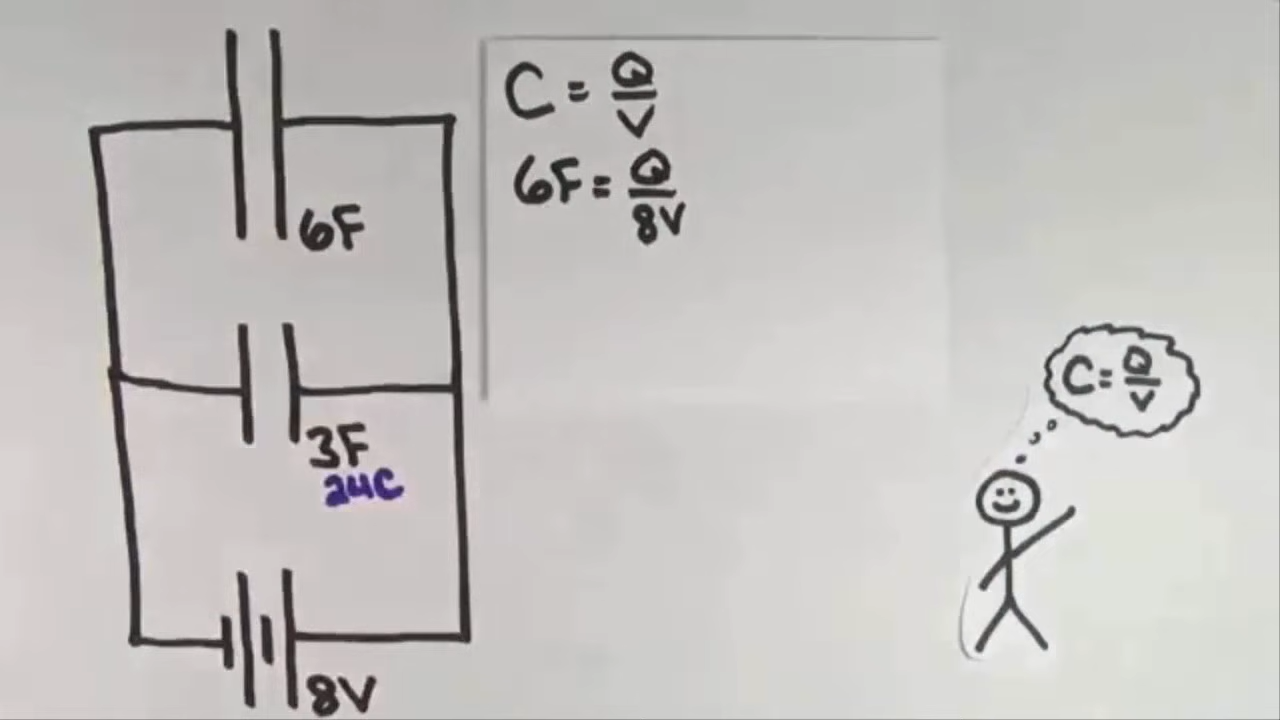 C = Q/V
6F = Q/8V
6F
3F
24C
8V
C = Q/V